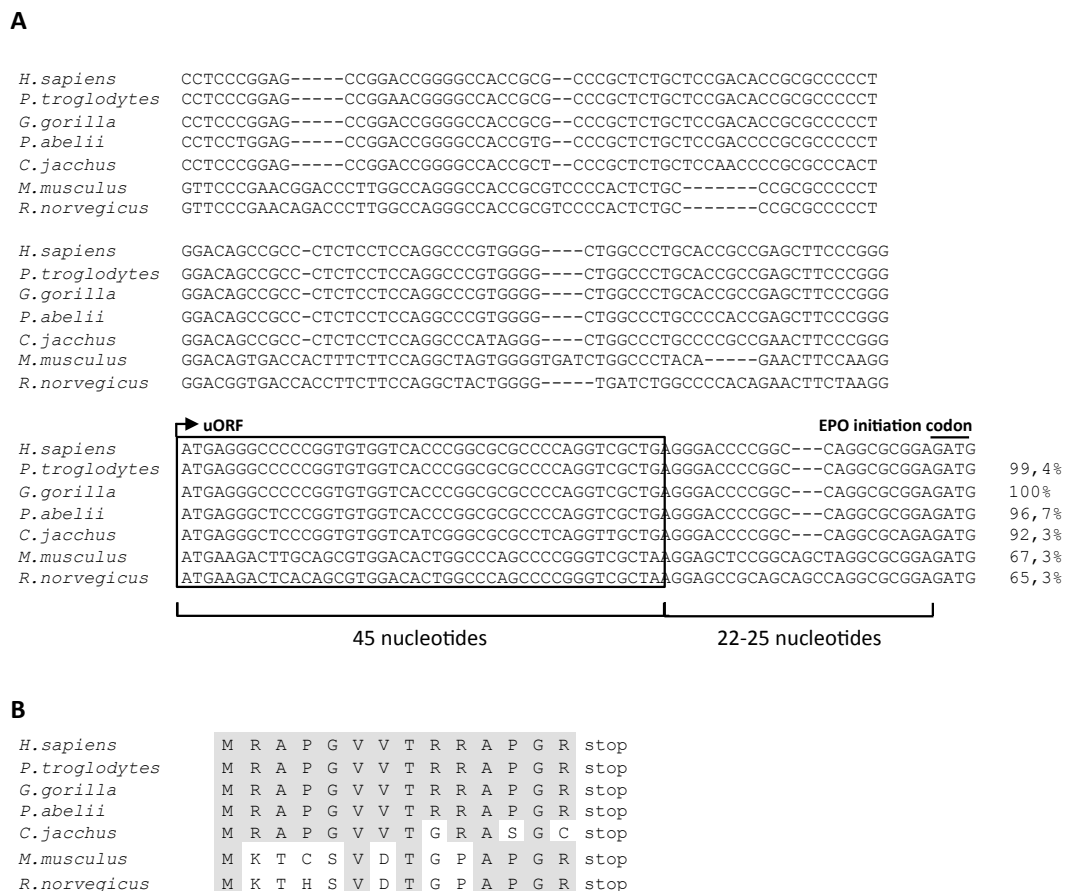 A
H.sapiens CCTCCCGGAG-----CCGGACCGGGGCCACCGCG--CCCGCTCTGCTCCGACACCGCGCCCCCT
P.troglodytes CCTCCCGGAG-----CCGGAACGGGGCCACCGCG--CCCGCTCTGCTCCGACACCGCGCCCCCT
G.gorilla CCTCCCGGAG-----CCGGACCGGGGCCACCGCG--CCCGCTCTGCTCCGACACCGCGCCCCCT
P.abelii CCTCCTGGAG-----CCGGACCGGGGCCACCGTG--CCCGCTCTGCTCCGACCCCGCGCCCCCT
C.jacchus CCTCCCGGAG-----CCGGACCGGGGCCACCGCT--CCCGCTCTGCTCCAACCCCGCGCCCACT
M.musculus GTTCCCGAACGGACCCTTGGCCAGGGCCACCGCGTCCCCACTCTGC-------CCGCGCCCCCT
R.norvegicus GTTCCCGAACAGACCCTTGGCCAGGGCCACCGCGTCCCCACTCTGC-------CCGCGCCCCCT
H.sapiens GGACAGCCGCC-CTCTCCTCCAGGCCCGTGGGG----CTGGCCCTGCACCGCCGAGCTTCCCGGG
P.troglodytes GGACAGCCGCC-CTCTCCTCCAGGCCCGTGGGG----CTGGCCCTGCACCGCCGAGCTTCCCGGG
G.gorilla GGACAGCCGCC-CTCTCCTCCAGGCCCGTGGGG----CTGGCCCTGCACCGCCGAGCTTCCCGGG
P.abelii GGACAGCCGCC-CTCTCCTCCAGGCCCGTGGGG----CTGGCCCTGCCCCACCGAGCTTCCCGGG
C.jacchus GGACAGCCGCC-CTCTCCTCCAGGCCCATAGGG----CTGGCCCTGCCCCGCCGAACTTCCCGGG
M.musculus GGACAGTGACCACTTTCTTCCAGGCTAGTGGGGTGATCTGGCCCTACA-----GAACTTCCAAGG
R.norvegicus GGACGGTGACCACCTTCTTCCAGGCTACTGGGG-----TGATCTGGCCCCACAGAACTTCTAAGG
uORF EPO initiation codon
H.sapiens ATGAGGGCCCCCGGTGTGGTCACCCGGCGCGCCCCAGGTCGCTGAGGGACCCCGGC---CAGGCGCGGAGATG
P.troglodytes ATGAGGGCCCCCGGTGTGGTCACCCGGCGCGCCCCAGGTCGCTGAGGGACCCCGGC---CAGGCGCGGAGATG 99,4%
G.gorilla ATGAGGGCCCCCGGTGTGGTCACCCGGCGCGCCCCAGGTCGCTGAGGGACCCCGGC---CAGGCGCGGAGATG 100%
P.abelii ATGAGGGCTCCCGGTGTGGTCACCCGGCGCGCCCCAGGTCGCTGAGGGACCCCGGC---CAGGCGCGGAGATG 96,7%
C.jacchus ATGAGGGCTCCCGGTGTGGTCATCGGGCGCGCCTCAGGTTGCTGAGGGACCCCGGC---CAGGCGCAGAGATG 92,3%
M.musculus ATGAAGACTTGCAGCGTGGACACTGGCCCAGCCCCGGGTCGCTAAGGAGCTCCGGCAGCTAGGCGCGGAGATG 67,3%
R.norvegicus ATGAAGACTCACAGCGTGGACACTGGCCCAGCCCCGGGTCGCTAAGGAGCCGCAGCAGCCAGGCGCGGAGATG 65,3%
45 nucleotides 22-25 nucleotides
B
H.sapiens M R A P G V V T R R A P G R stop
P.troglodytes M R A P G V V T R R A P G R stop
G.gorilla M R A P G V V T R R A P G R stop
P.abelii M R A P G V V T R R A P G R stop
C.jacchus M R A P G V V T G R A S G C stop
M.musculus M K T C S V D T G P A P G R stop
R.norvegicus M K T H S V D T G P A P G R stop